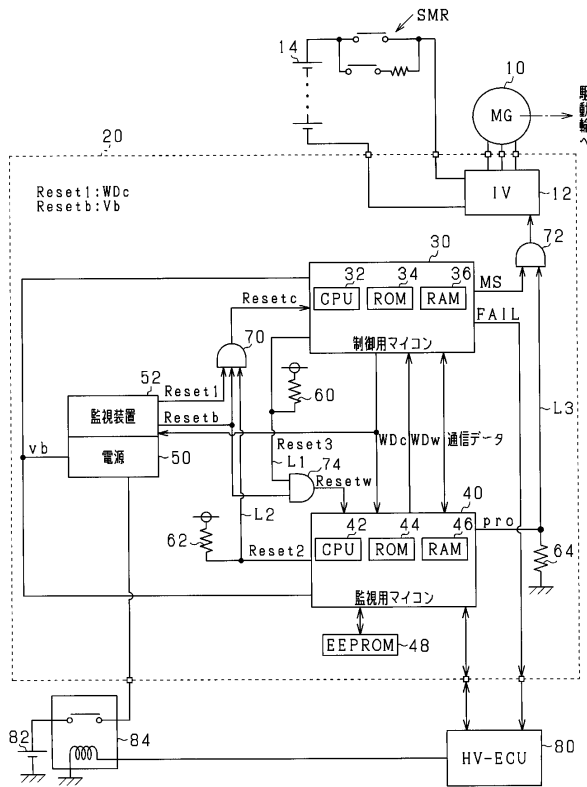 SMR
14
10
MG
駆動輪へ
20
Reset1:WDc
Resetb:Vb
IV
12
72
30
32
34
36
CPU
ROM
RAM
MS
FAIL
制御用マイコン
Resetc
70
60
52
監視装置
Reset1
Resetb
vb
電源
50
Reset3
L1
74
Resetw
WDc
WDw
通信データ
L3
L2
62
Reset2
40
42
44
46
CPU
ROM
RAM
pro
64
監視用マイコン
EEPROM
48
82
84
HV-ECU
80